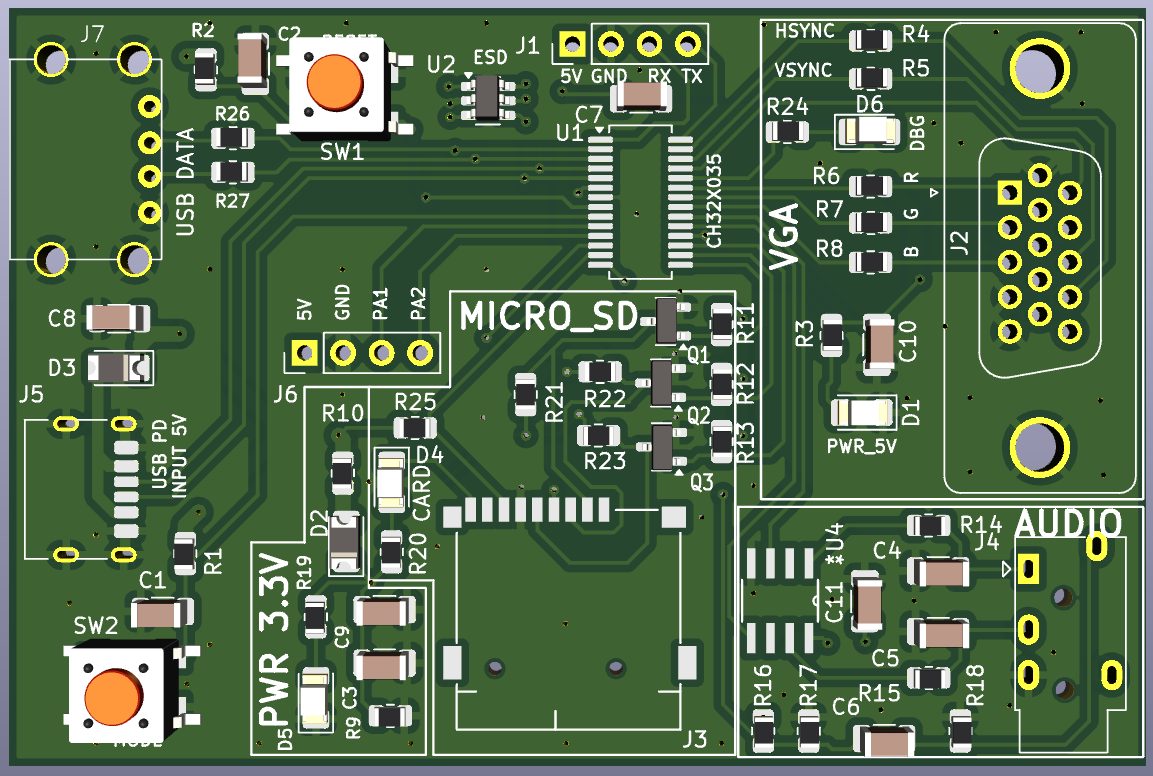 J7
R2
C2
RESET
SW1
U2
ESD
J1
5V GND RX TX
C7
U1
CH32X035
HSYNC
R4
VSYNC
R5
R24
D6
DBG
R6
R
R7
G
R8
B
VGA
J2
R3
C10
D1
PWR_5V
R26
R27
USB DATA
C8
D3
J5
USB PD
INPUT 5V
5V
GND
PA1
PA2
J6
MICRO_SD
Q1
R11
Q2
R12
Q3
R13
R21
R22
R23
R10
R25
D4
CARD
D2
R20
R19
R1
C1
SW2
MODE
PWR 3.3V
C9
C3
D5
R9
J3
AUDIO
R14
J4
*U4
C4
C11
C5
R15
R16
R17
C6
R18